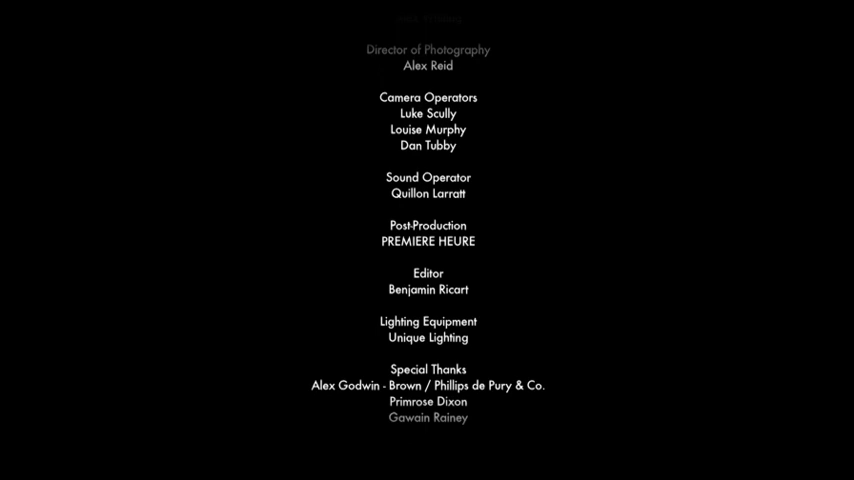 Director of Photography
Alex Reid
Camera Operators
Luke Scully
Louise Murphy
Dan Tubby
Sound Operator
Quillon Larratt
Post-Production
PREMIERE HEURE
Editor
Benjamin Ricart
Lighting Equipment
Unique Lighting
Special Thanks
Alex Godwin - Brown / Phillips de Pury & Co.
Primrose Dixon
Gawain Rainey